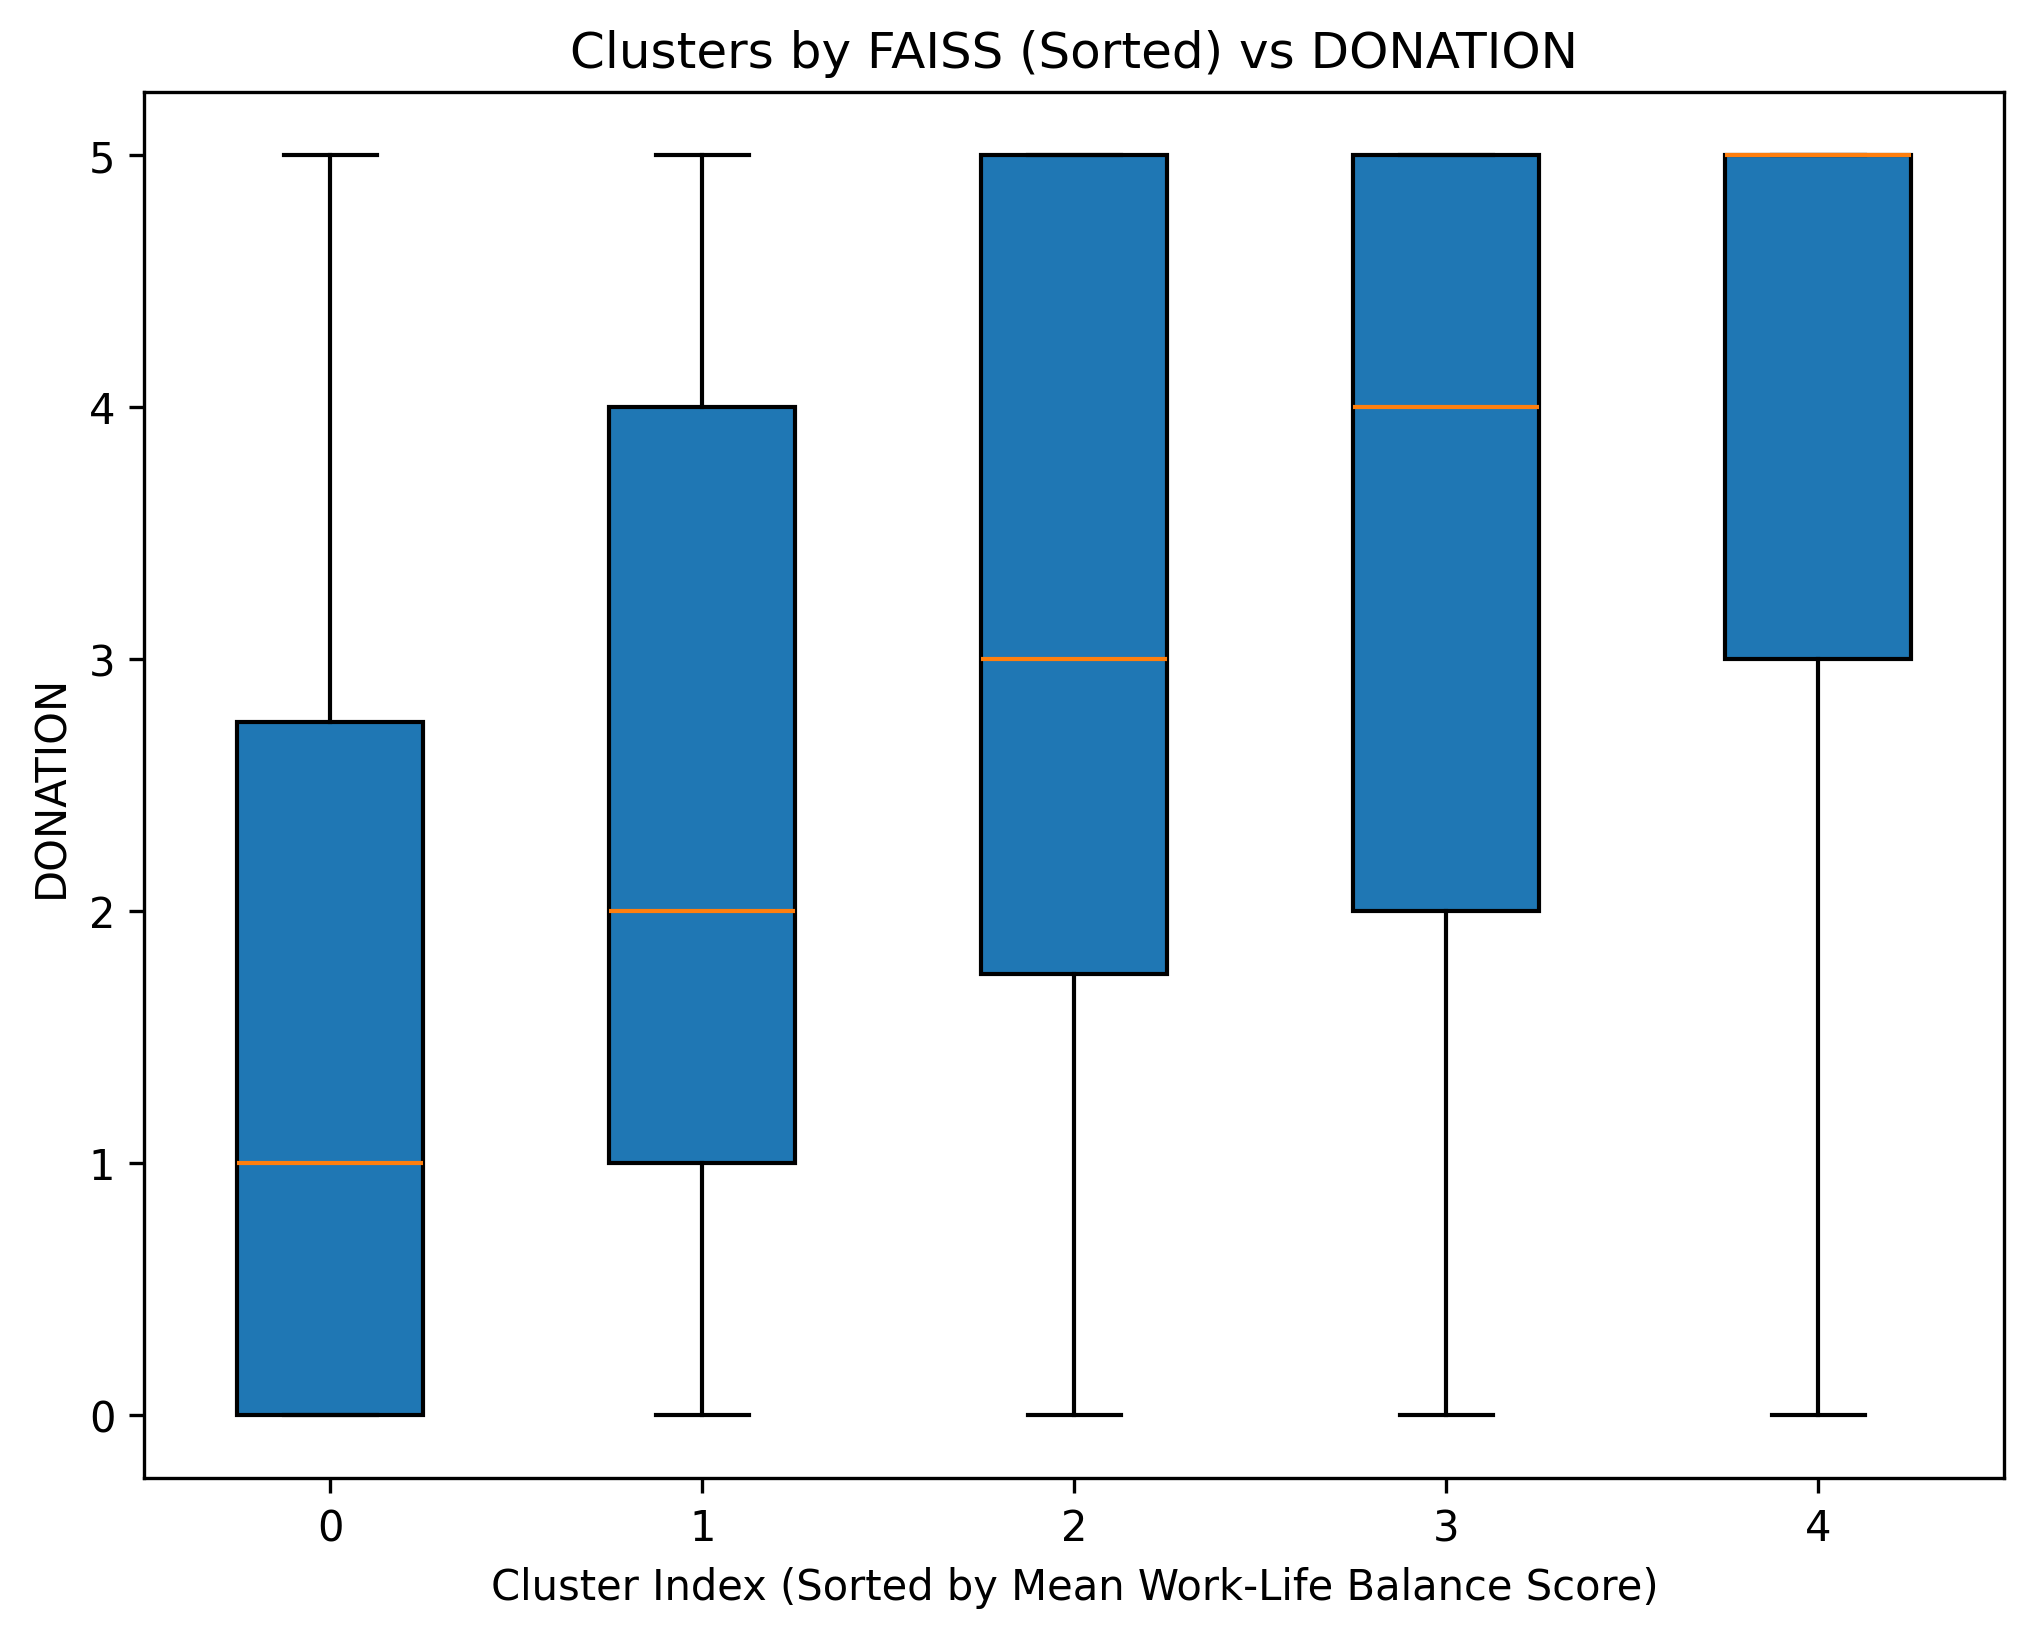 Clusters by FAISS (Sorted) vs DONATION
DONATION
5
4
3
2
1
0
0 1 2 3 4
Cluster Index (Sorted by Mean Work-Life Balance Score)